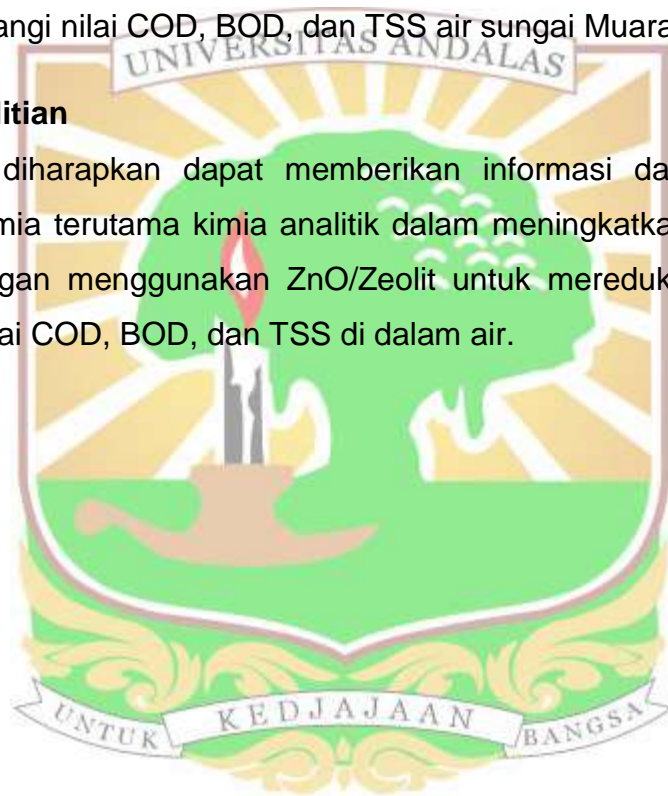 angi nilai COD, BOD, dan TSS air sungai Muara
UNIVERSITAS ANDALAS
litian
diharapkan dapat memberikan informasi da
mia terutama kimia analitik dalam meningkatka
gan menggunakan ZnO/Zeolit untuk mereduk
ai COD, BOD, dan TSS di dalam air.
UNTUK KEDJAJAAN BANGSA